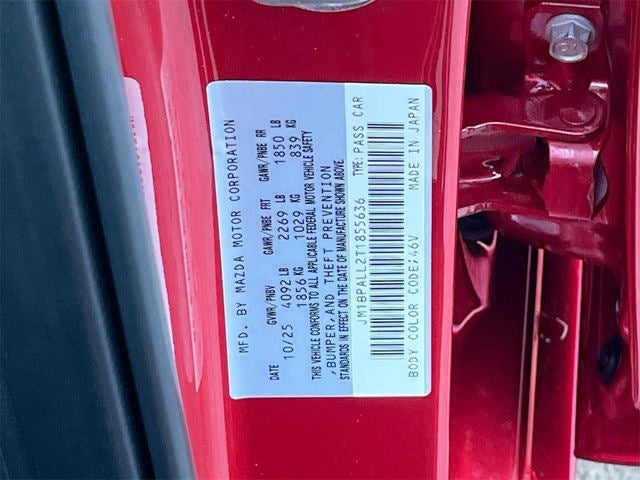 MFD. BY MAZDA MOTOR CORPORATION
DATE GVWR/PNBV GAWR/PNBE FRT GAWR/PNBE RR
10/25 4092 LB 2269 LB 1850 LB
1856 KG 1029 KG 839 KG
THIS VEHICLE CONFORMS TO ALL APPLICABLE FEDERAL MOTOR VEHICLE SAFETY
,BUMPER,AND THEFT PREVENTION
STANDARDS IN EFFECT ON THE DATE OF MANUFACTURE SHOWN ABOVE
JM1BPALL2T1855636 TYPE: PASS CAR
BODY COLOR CODE:46V MADE IN JAPAN